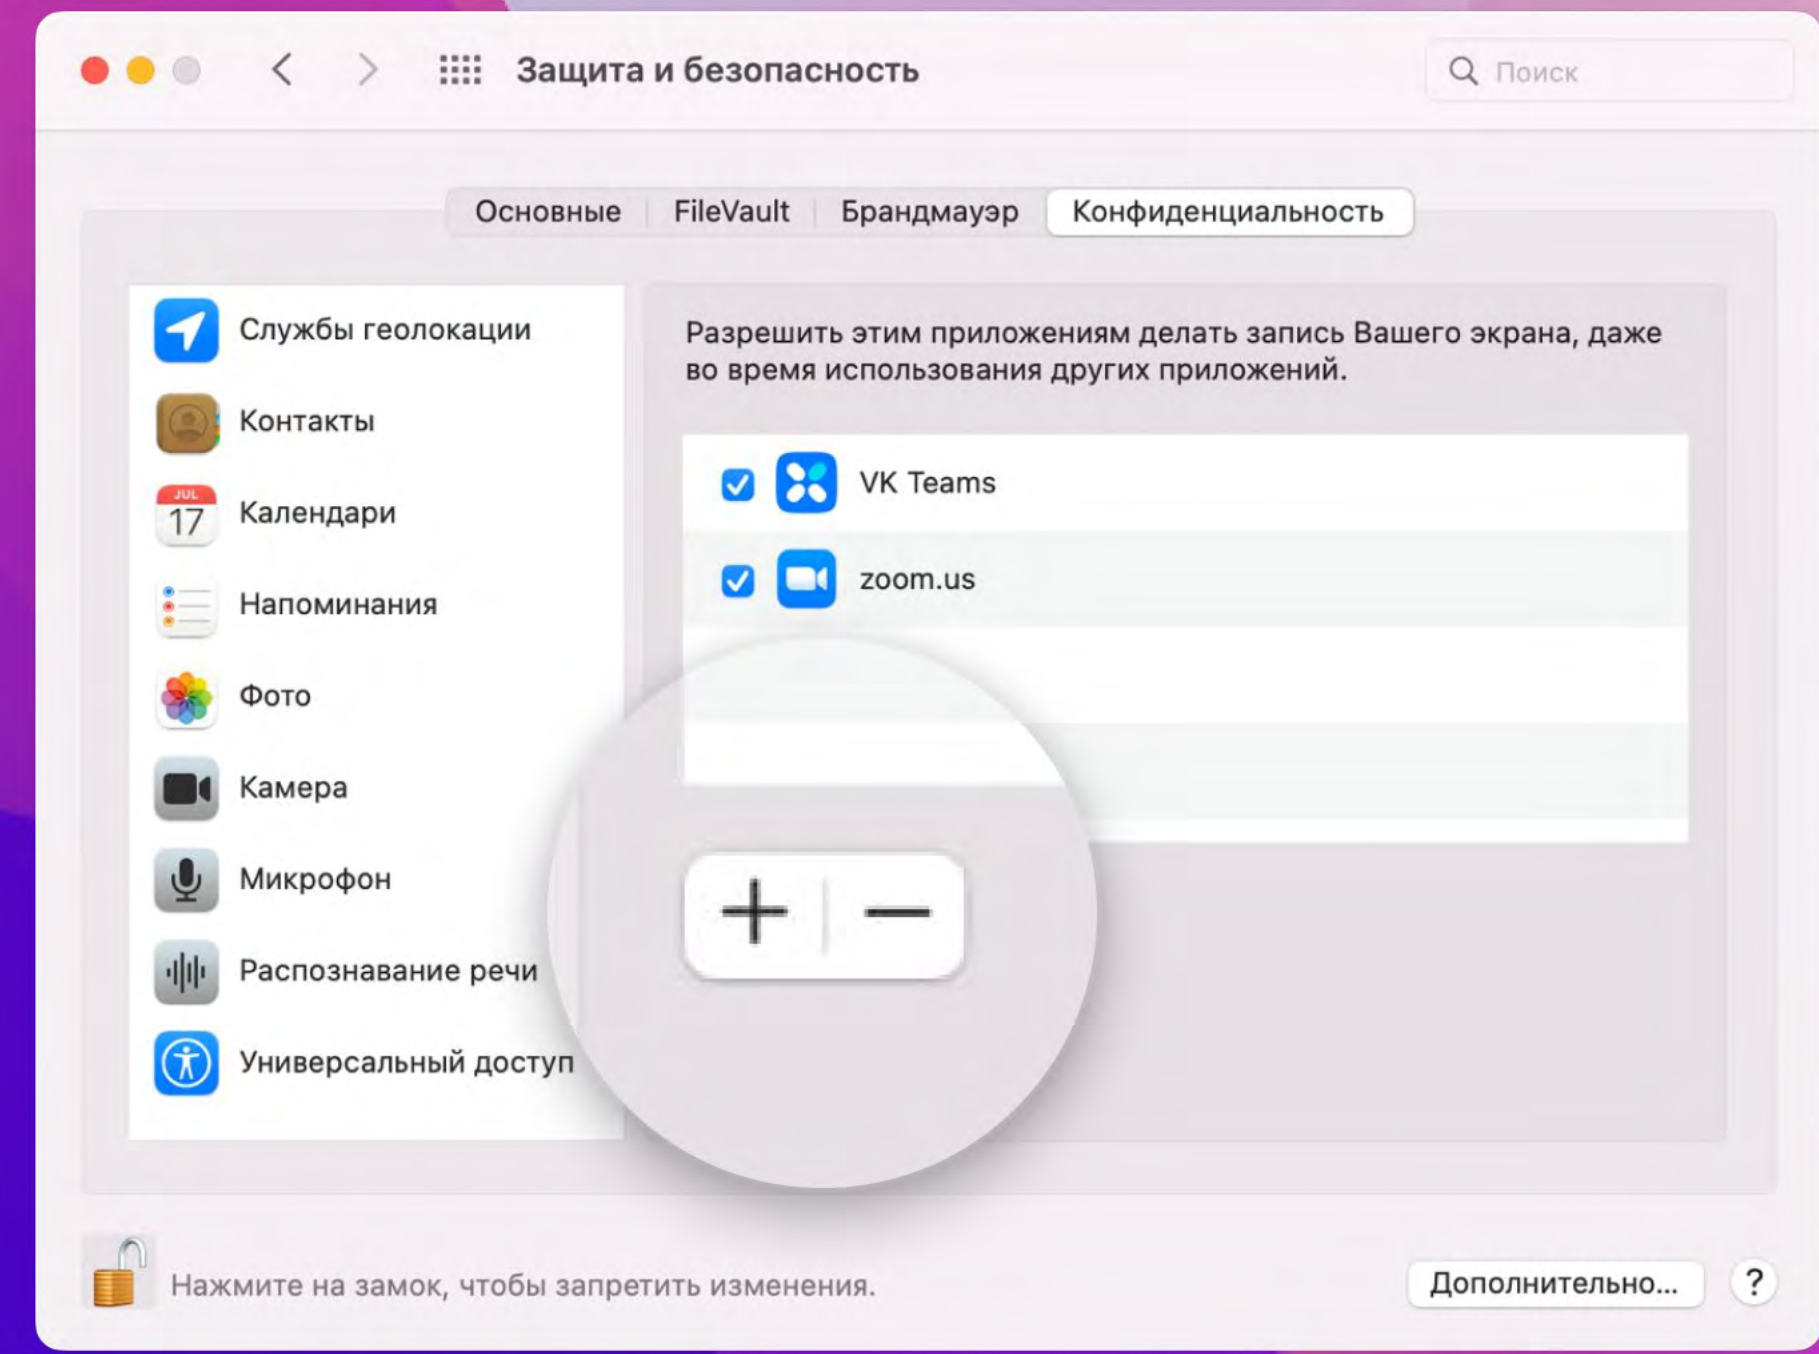 Защита и безопасность
Поиск
Основные
FileVault
Брандмауэр
Конфиденциальность
Службы геолокации
Контакты
JUL
17
Календари
Напоминания
Фото
Камера
Микрофон
Распознавание речи
Универсальный доступ
Разрешить этим приложениям делать запись Вашего экрана, даже
во время использования других приложений.
VK Teams
zoom.us
Нажмите на замок, чтобы запретить изменения.
Дополнительно...
?